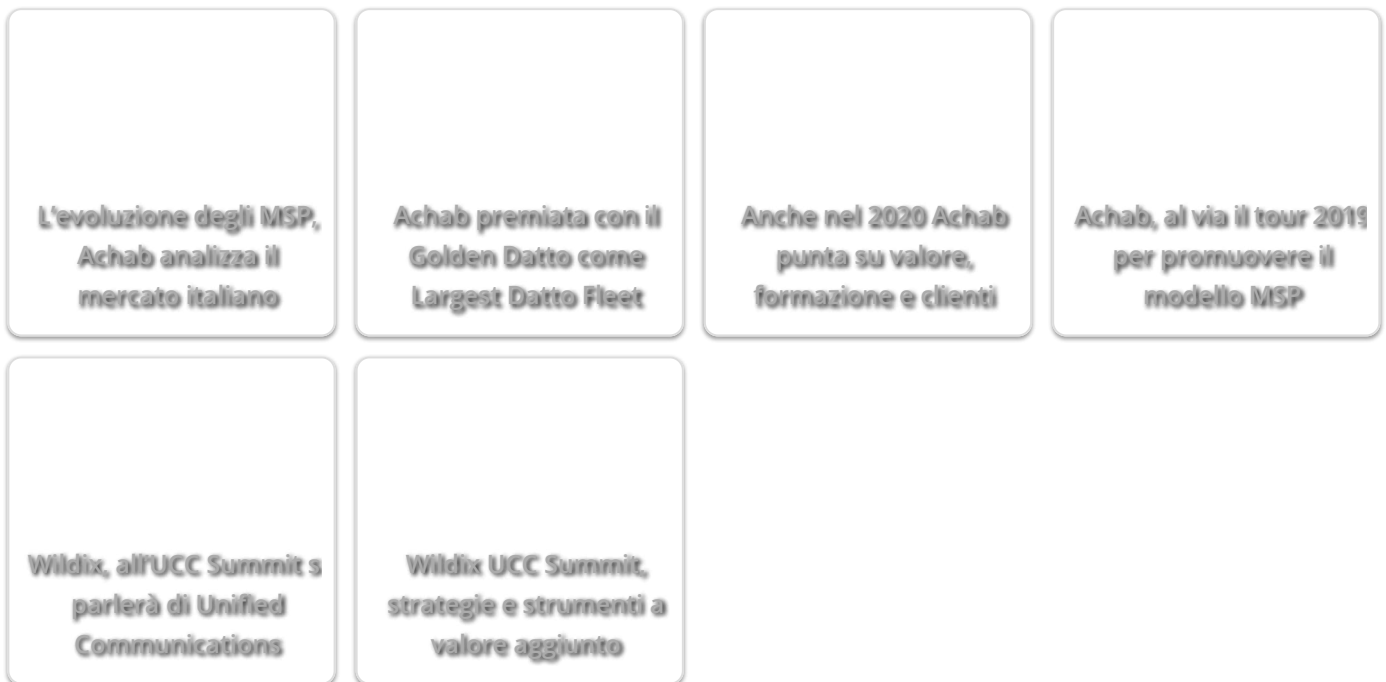 L'evoluzione degli MSP,
Achab analizza il
mercato italiano
Achab premiata con il
Golden Datto come
Largest Datto Fleet
Anche nel 2020 Achab
punta su valore,
formazione e clienti
Achab, al via il tour 2019
per promuovere il
modello MSP
Wildix, all'UCC Summit s
parlerà di Unified
Communications
Wildix UCC Summit,
strategie e strumenti a
valore aggiunto